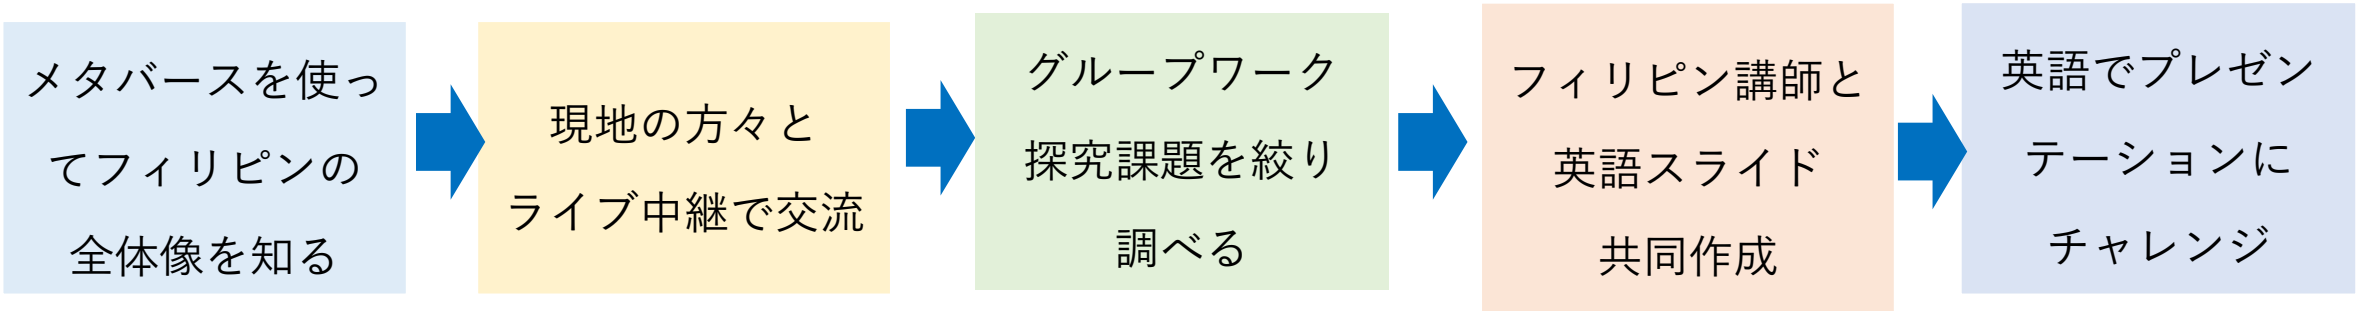 メタバースを使っ
てフィリピンの
全体像を知る
現地の方々と
ライブ中継で交流
グループワーク
探究課題を絞り
調べる
フィリピン講師と
英語スライド
共同作成
英語でプレゼン
テーションに
チャレンジ